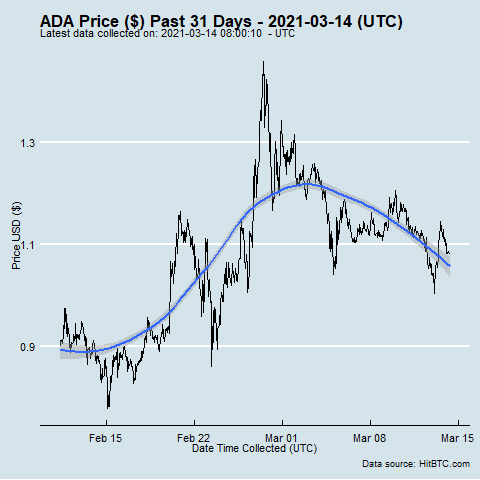 ADA Price ($) Past 31 Days - 2021-03-14 (UTC)
Latest data collected on: 2021-03-14 08:00:10 - UTC
Price USD ($)
1.3
1.1
0.9
Feb 15 Feb 22 Mar 01 Mar 08 Mar 15
Date Time Collected (UTC)
Data source: HitBTC.com